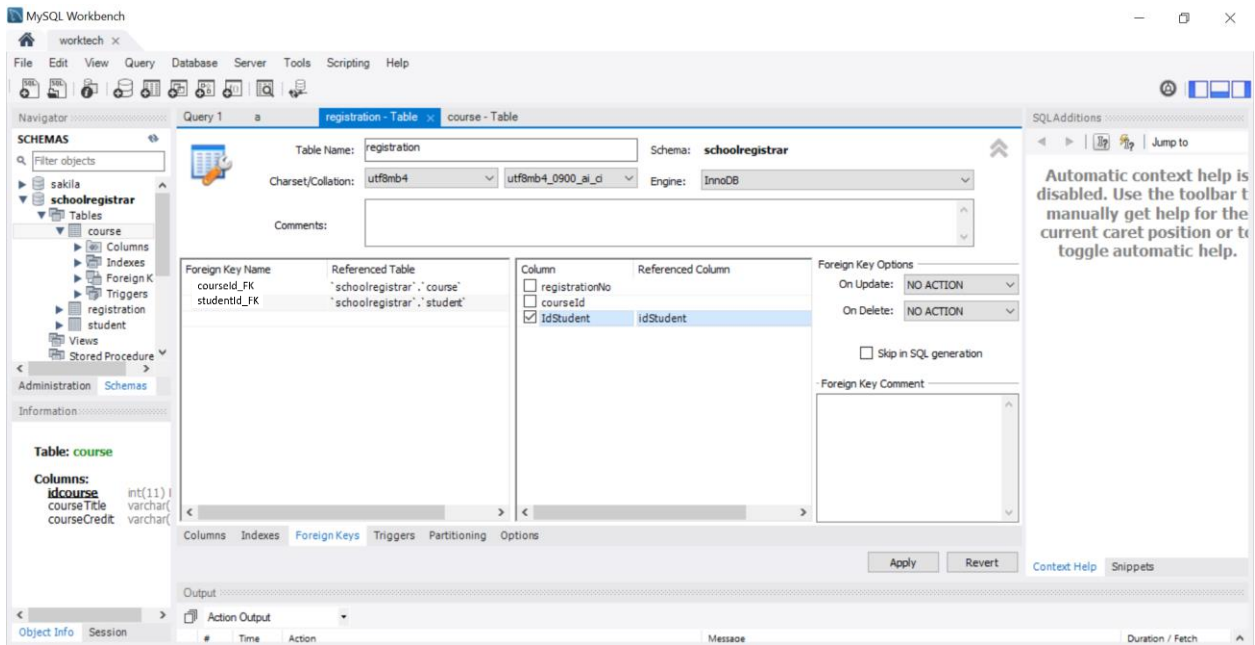 MySQL Workbench
worktech
File Edit View Query Database Server Tools Scripting Help
Navigator
SCHEMAS
Filter objects
sakila
schoolregistrar
Tables
course
Columns
Indexes
Foreign K
Triggers
registration
student
Views
Stored Procedure
Administration Schemas
Information
Table: course
Columns:
idcourse int(11)
courseTitle varchar(
courseCredit varchar(
Object Info Session
Query 1 a registration - Table course - Table
Table Name: registration Schema: schoolregistrar
Charset/Collation: utf8mb4 utf8mb4_0900_ai_ci Engine: InnoDB
Comments:
Foreign Key Name Referenced Table
courseId_FK `schoolregistrar`.`course`
studentId_FK `schoolregistrar`.`student`
Column Referenced Column
registrationNo
courseId
IdStudent idStudent
Foreign Key Options
On Update: NO ACTION
On Delete: NO ACTION
Skip in SQL generation
Foreign Key Comment
Columns Indexes Foreign Keys Triggers Partitioning Options
Apply Revert
Output
Action Output
# Time Action Message Duration / Fetch
SQLAdditions
Jump to
Automatic context help is
disabled. Use the toolbar t
manually get help for the
current caret position or to
toggle automatic help.
Context Help Snippets